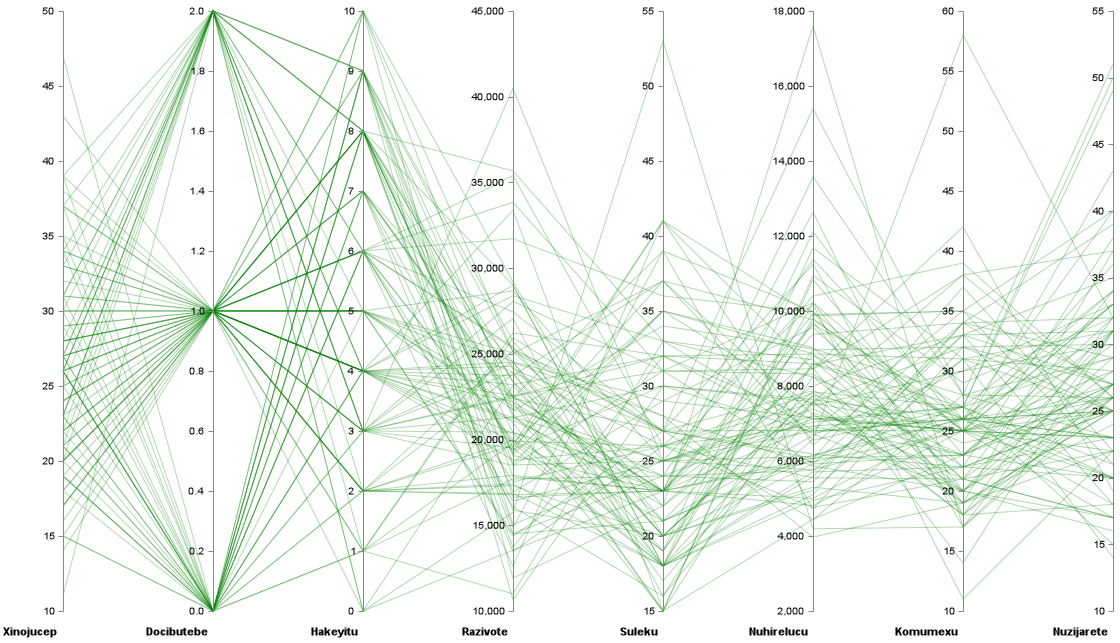 50 2.0 10 45,000 55 18,000 60 55
1.8 9 16,000 55 50
45 40,000 50
1.6 8 14,000 50 45
40 1.4 7 35,000 45 45 40
35 1.2 6 30,000 40 12,000 40 35
30 1.0 5 35 10,000 35 30
25 0.8 4 25,000 30 8,000 30 25
20 0.6 3 20,000 25 6,000 25 20
15 0.4 2 15,000 20 4,000 20 15
0.2 1 15
10 0.0 0 10,000 15 2,000 10 10
Xinojucep Docibutebe Hakeyitu Razivote Suleku Nuhirelucu Komumexu Nuzijarete